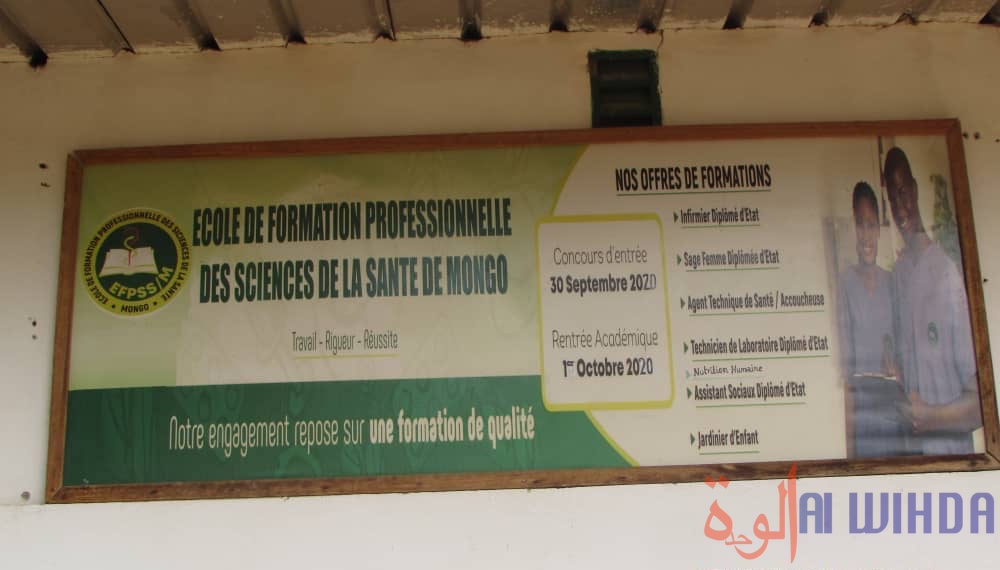 ECOLE DE FORMATION PROFESSIONNELLE
DES SCIENCES DE LA SANTE DE MONGO
Travail - Rigueur - Réussite
Notre engagement repose sur une formation de qualité
ECOLE DE FORMATION PROFESSIONNELLE DES SCIENCES DE LA SANTE
EFPSS/M
MONGO
Concours d'entrée
30 Septembre 2020
Rentrée Académique
1er Octobre 2020
NOS OFFRES DE FORMATIONS
Infirmier Diplômé d'Etat
Sage Femme Diplômée d'Etat
Agent Technique de Santé / Accoucheuse
Technicien de Laboratoire Diplômé d'Etat
Nutrition Humaine
Assistant Sociaux Diplômé d'Etat
Jardinier d'Enfant
الوحدة
Al WIHDA